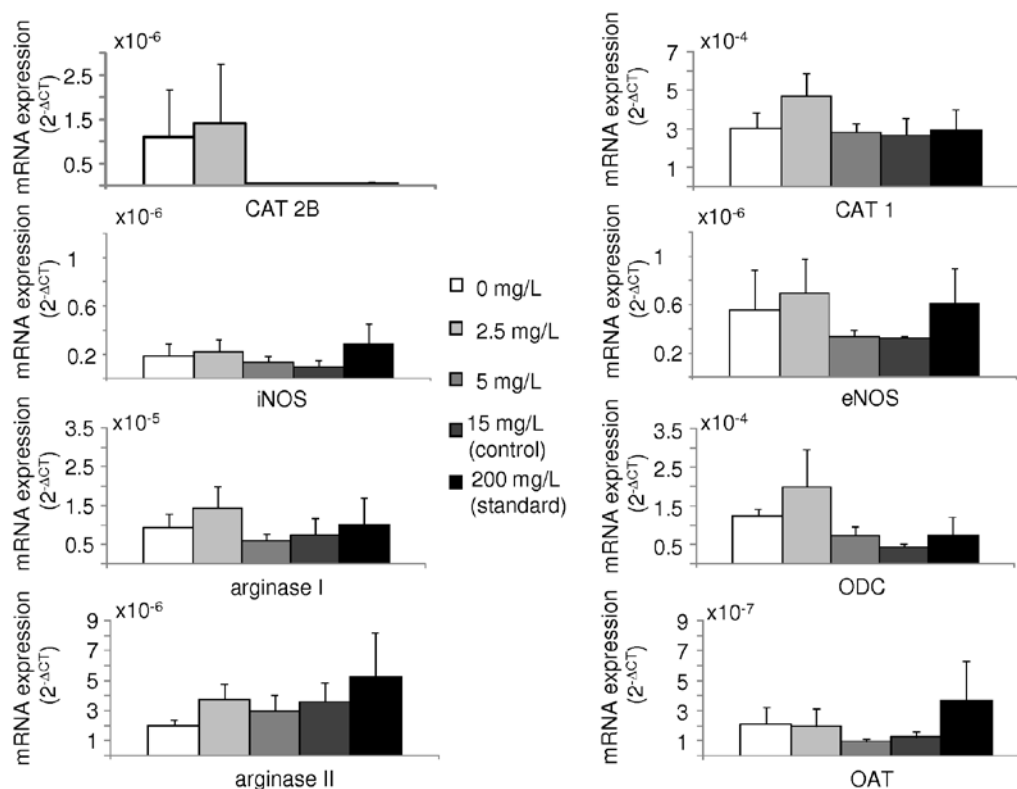 x10-6
mRNA expression
(2-ΔCT)
2.5
1.5
0.5
CAT 2B
x10-4
mRNA expression
(2-ΔCT)
7
5
3
1
CAT 1
x10-6
mRNA expression
(2-ΔCT)
1
0.6
0.2
iNOS
x10-6
mRNA expression
(2-ΔCT)
1
0.6
0.2
eNOS
0 mg/L
2.5 mg/L
5 mg/L
15 mg/L
(control)
200 mg/L
(standard)
x10-5
mRNA expression
(2-ΔCT)
3.5
2.5
1.5
0.5
arginase I
x10-4
mRNA expression
(2-ΔCT)
3.5
2.5
1.5
0.5
ODC
x10-6
mRNA expression
(2-ΔCT)
9
7
5
3
1
arginase II
x10-7
mRNA expression
(2-ΔCT)
9
7
5
3
1
OAT